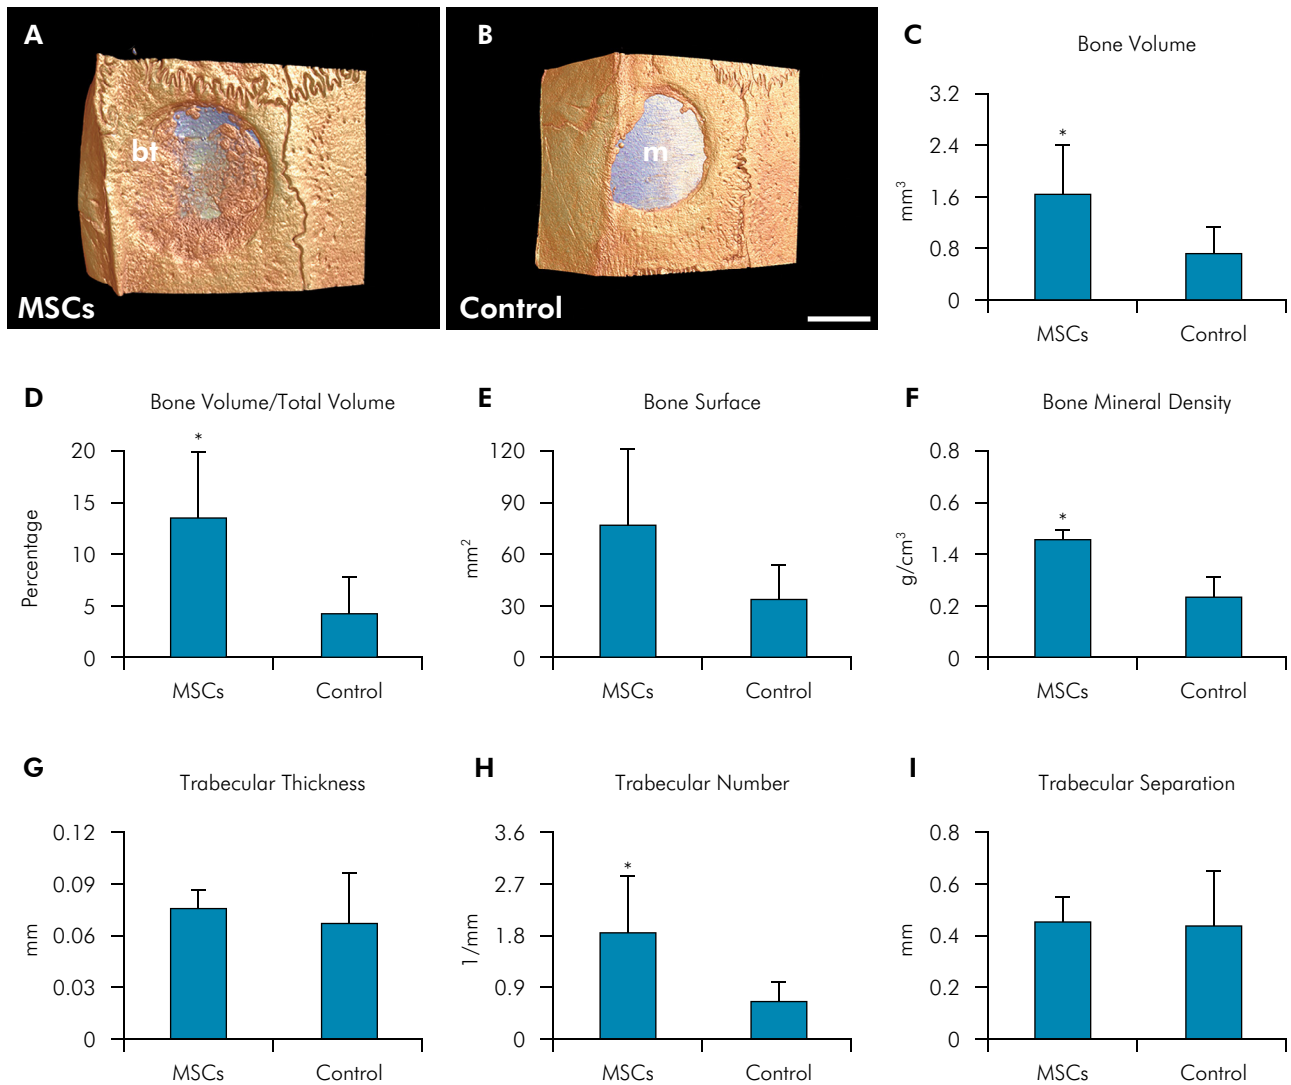 A
bt
MSCs
B
m
Control
C
Bone Volume
3.2
2.4
1.6
0.8
0
mm³
*
MSCs
Control
D
Bone Volume/Total Volume
20
15
10
5
0
Percentage
*
MSCs
Control
E
Bone Surface
120
90
60
30
0
mm²
MSCs
Control
F
Bone Mineral Density
0.8
0.6
1.4
0.2
0
g/cm³
*
MSCs
Control
G
Trabecular Thickness
0.12
0.09
0.06
0.03
0
mm
MSCs
Control
H
Trabecular Number
3.6
2.7
1.8
0.9
0
1/mm
*
MSCs
Control
I
Trabecular Separation
0.8
0.6
0.4
0.2
0
mm
MSCs
Control